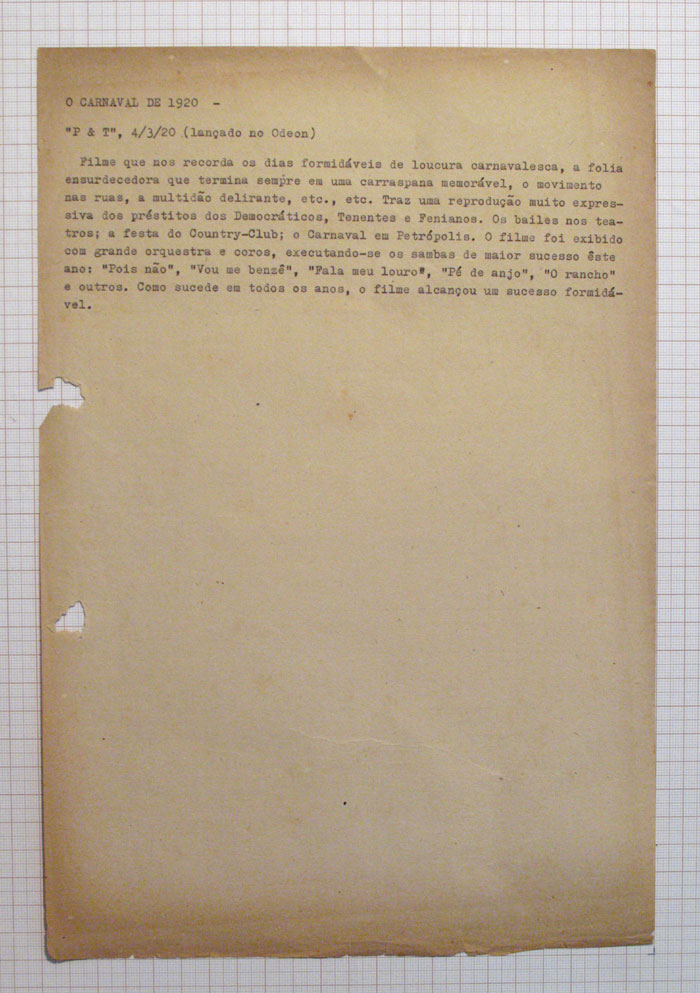 O CARNAVAL DE 1920 -
"P & T", 4/3/20 (lançado no Odeon)
Filme que nos recorda os dias formidáveis de loucura carnavalesca, a folia
ensurdecedora que termina sempre em uma carraspana memorável, o movimento
nas ruas, a multidão delirante, etc., etc. Traz uma reprodução muito expres-
siva dos préstitos dos Democráticos, Tenentes e Fenianos. Os bailes nos tea-
tros; a festa do Country-Club; o Carnaval em Petrópolis. O filme foi exibido
com grande orquestra e coros, executando-se os sambas de maior sucesso êste
ano: "Pois não", "Vou me benzê", "Fala meu louro", "Pé de anjo", "O rancho"
e outros. Como sucede em todos os anos, o filme alcançou um sucesso formidá-
vel.